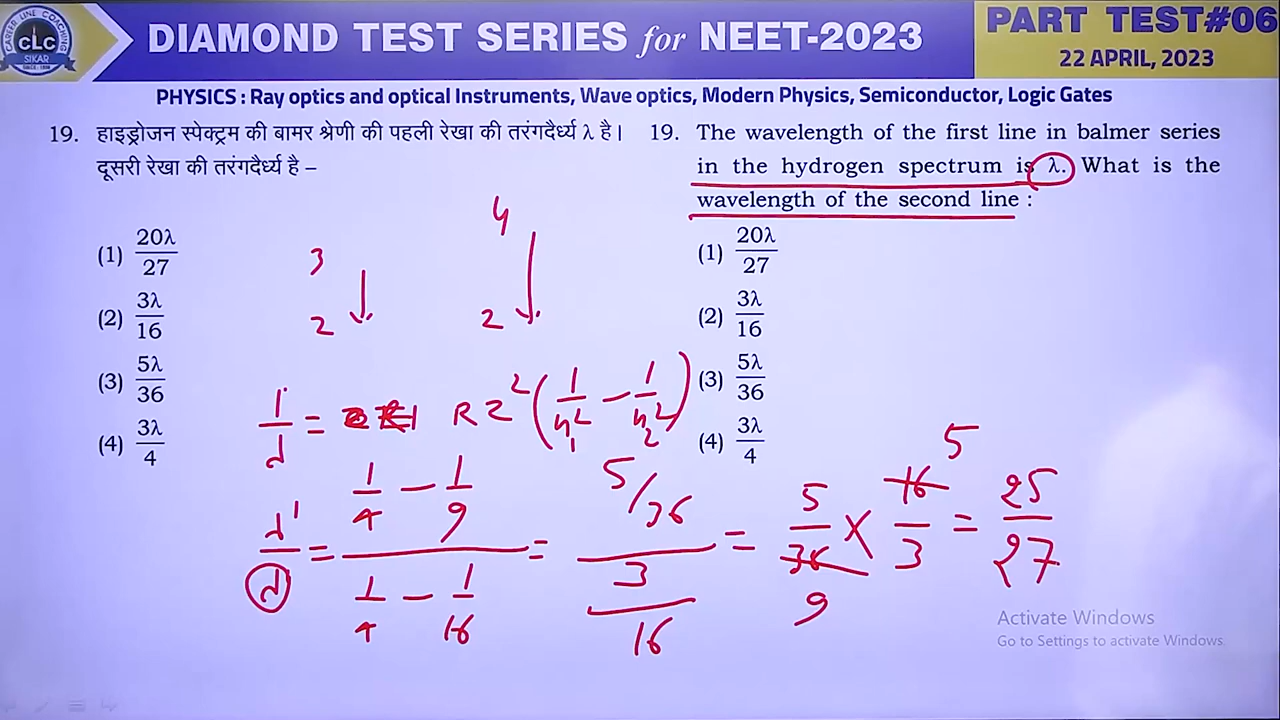 CAREER LINE COACHING
CLC
SIKAR
DIAMOND TEST SERIES for NEET-2023
PART TEST#06
22 APRIL, 2023
PHYSICS : Ray optics and optical Instruments, Wave optics, Modern Physics, Semiconductor, Logic Gates
19. हाइड्रोजन स्पेक्ट्रम की बामर श्रेणी की पहली रेखा की तरंगदैर्ध्य λ है।
दूसरी रेखा की तरंगदैर्ध्य है –
(1) 20λ/27
(2) 3λ/16
(3) 5λ/36
(4) 3λ/4
19. The wavelength of the first line in balmer series
in the hydrogen spectrum is λ. What is the
wavelength of the second line :
(1) 20λ/27
(2) 3λ/16
(3) 5λ/36
(4) 3λ/4
3
2
4
2
1/λ = R Z² (1/n₁² − 1/n₂²)
λ'/λ = (1/4 − 1/9)/(1/4 − 1/16) = (5/36)/(3/16) = 5/36 × 16/3 = 25/27
9
5
Activate Windows
Go to Settings to activate Windows.